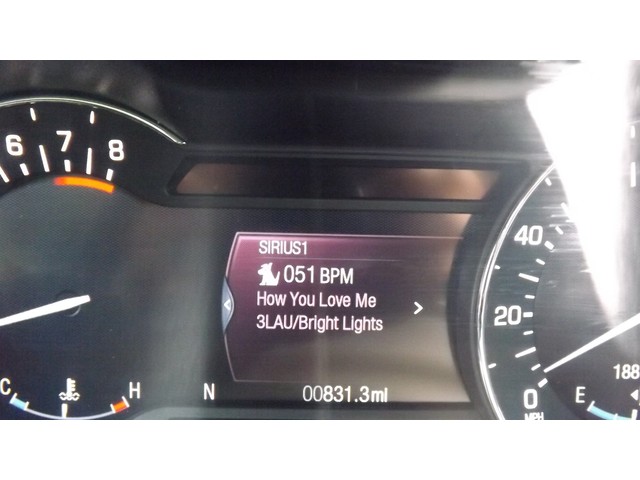 6 7 8
SIRIUS1
051 BPM
How You Love Me
3LAU/Bright Lights
C H
N
00831.3mi
40
20
0
MPH
188
E